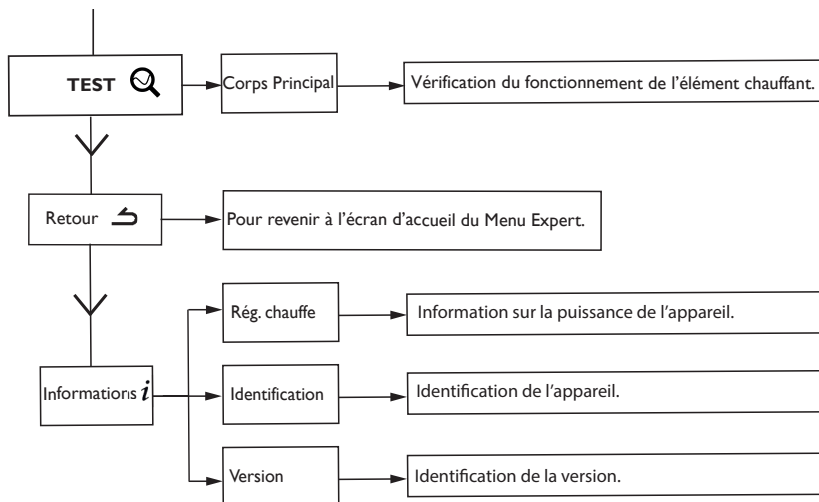 TEST
Corps Principal
Vérification du fonctionnement de l'élément chauffant.
Retour
Pour revenir à l'écran d'accueil du Menu Expert.
Rég. chauffe
Information sur la puissance de l'appareil.
Informations i
Identification
Identification de l'appareil.
Version
Identification de la version.